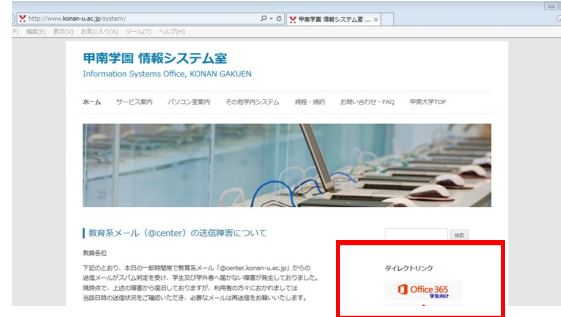 http://www.konan-u.ac.jp/system/
甲南学園 情報システム室 ...
編集(E) 表示(V) お気に入り(A) ツール(T) ヘルプ(H)
甲南学園 情報システム室
Information Systems Office, KONAN GAKUEN
ホーム サービス案内 パソコン室案内 その他学内システム 規程・規約 お問い合わせ・FAQ 甲南大学TOP
教育系メール（@center）の送信障害について
検索
教員各位
下記のとおり、本日の一部時間帯で教育系メール「@center.konan-u.ac.jp」からの
送信メールがスパム判定を受け、学生及び学外者へ届かない障害が発生しておりました。
現時点で、上述の障害から復旧しておりますが、利用者の方々におかれましては
当該日時の送信状況をご確認いただき、必要なメールは再送信をお願いいたします。
ダイレクトリンク
Office 365
学生向け